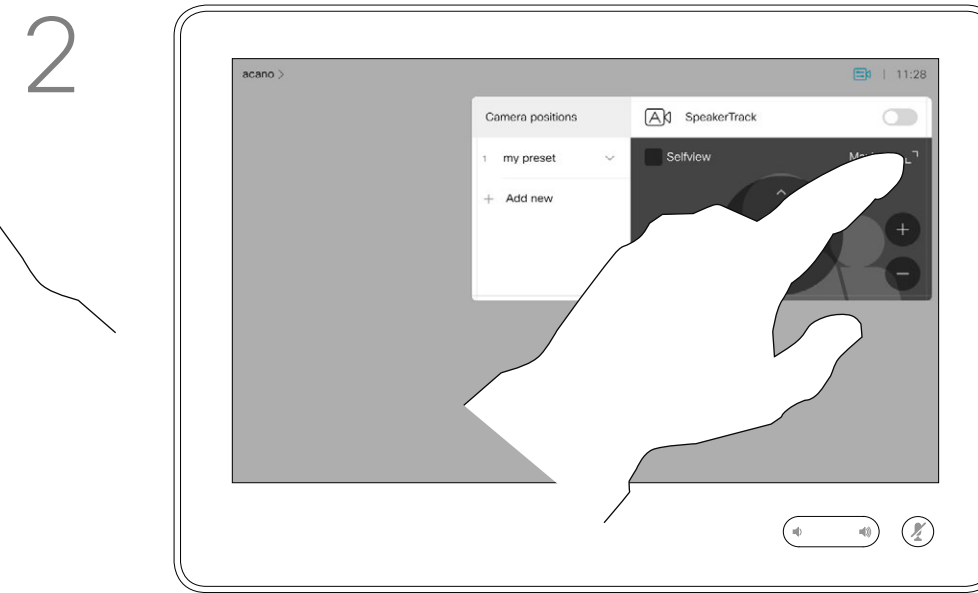 2
acano > 11:28
Camera positions SpeakerTrack
1 my preset Selfview
+ Add new